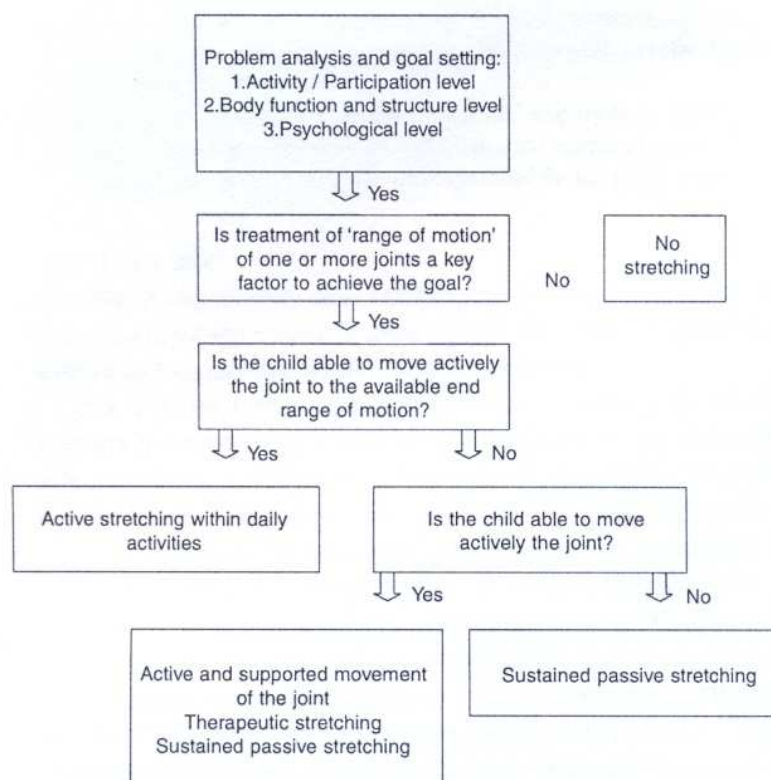 Problem analysis and goal setting:
1.Activity / Participation level
2.Body function and structure level
3.Psychological level
Yes
Is treatment of 'range of motion'
of one or more joints a key
factor to achieve the goal?
No
No
stretching
Yes
Is the child able to move actively
the joint to the available end
range of motion?
Yes
No
Active stretching within daily
activities
Is the child able to move
actively the joint?
Yes
No
Active and supported movement
of the joint
Therapeutic stretching
Sustained passive stretching
Sustained passive stretching